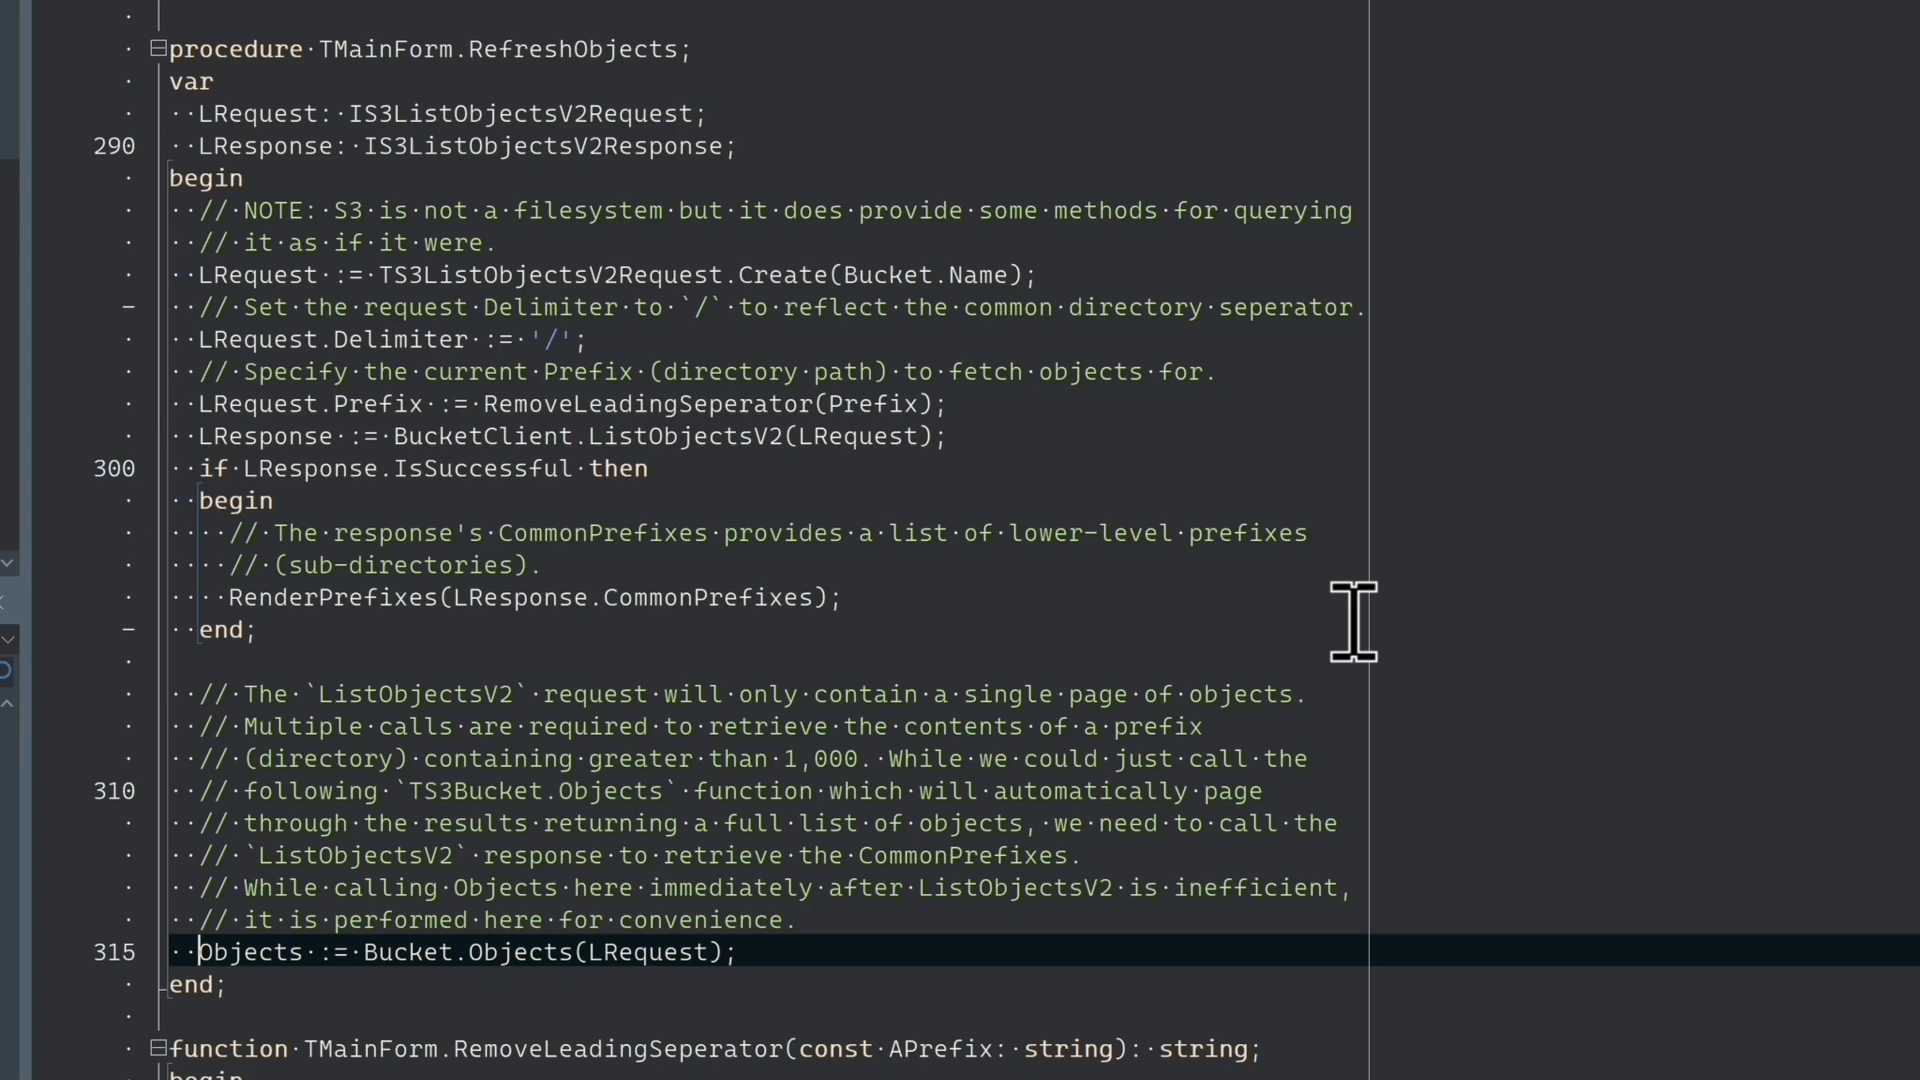 procedure TMainForm.RefreshObjects;
var
LRequest: IS3ListObjectsV2Request;
290 LResponse: IS3ListObjectsV2Response;
begin
// NOTE: S3 is not a filesystem but it does provide some methods for querying
// it as if it were.
LRequest := TS3ListObjectsV2Request.Create(Bucket.Name);
// Set the request Delimiter to `/` to reflect the common directory seperator.
LRequest.Delimiter := '/';
// Specify the current Prefix (directory path) to fetch objects for.
LRequest.Prefix := RemoveLeadingSeperator(Prefix);
LResponse := BucketClient.ListObjectsV2(LRequest);
300 if LResponse.IsSuccessful then
begin
// The response's CommonPrefixes provides a list of lower-level prefixes
// (sub-directories).
RenderPrefixes(LResponse.CommonPrefixes);
end;
// The `ListObjectsV2` request will only contain a single page of objects.
// Multiple calls are required to retrieve the contents of a prefix
// (directory) containing greater than 1,000. While we could just call the
310 // following `TS3Bucket.Objects` function which will automatically page
// through the results returning a full list of objects, we need to call the
// `ListObjectsV2` response to retrieve the CommonPrefixes.
// While calling Objects here immediately after ListObjectsV2 is inefficient,
// it is performed here for convenience.
315 Objects := Bucket.Objects(LRequest);
end;
function TMainForm.RemoveLeadingSeperator(const APrefix: string): string;
begin